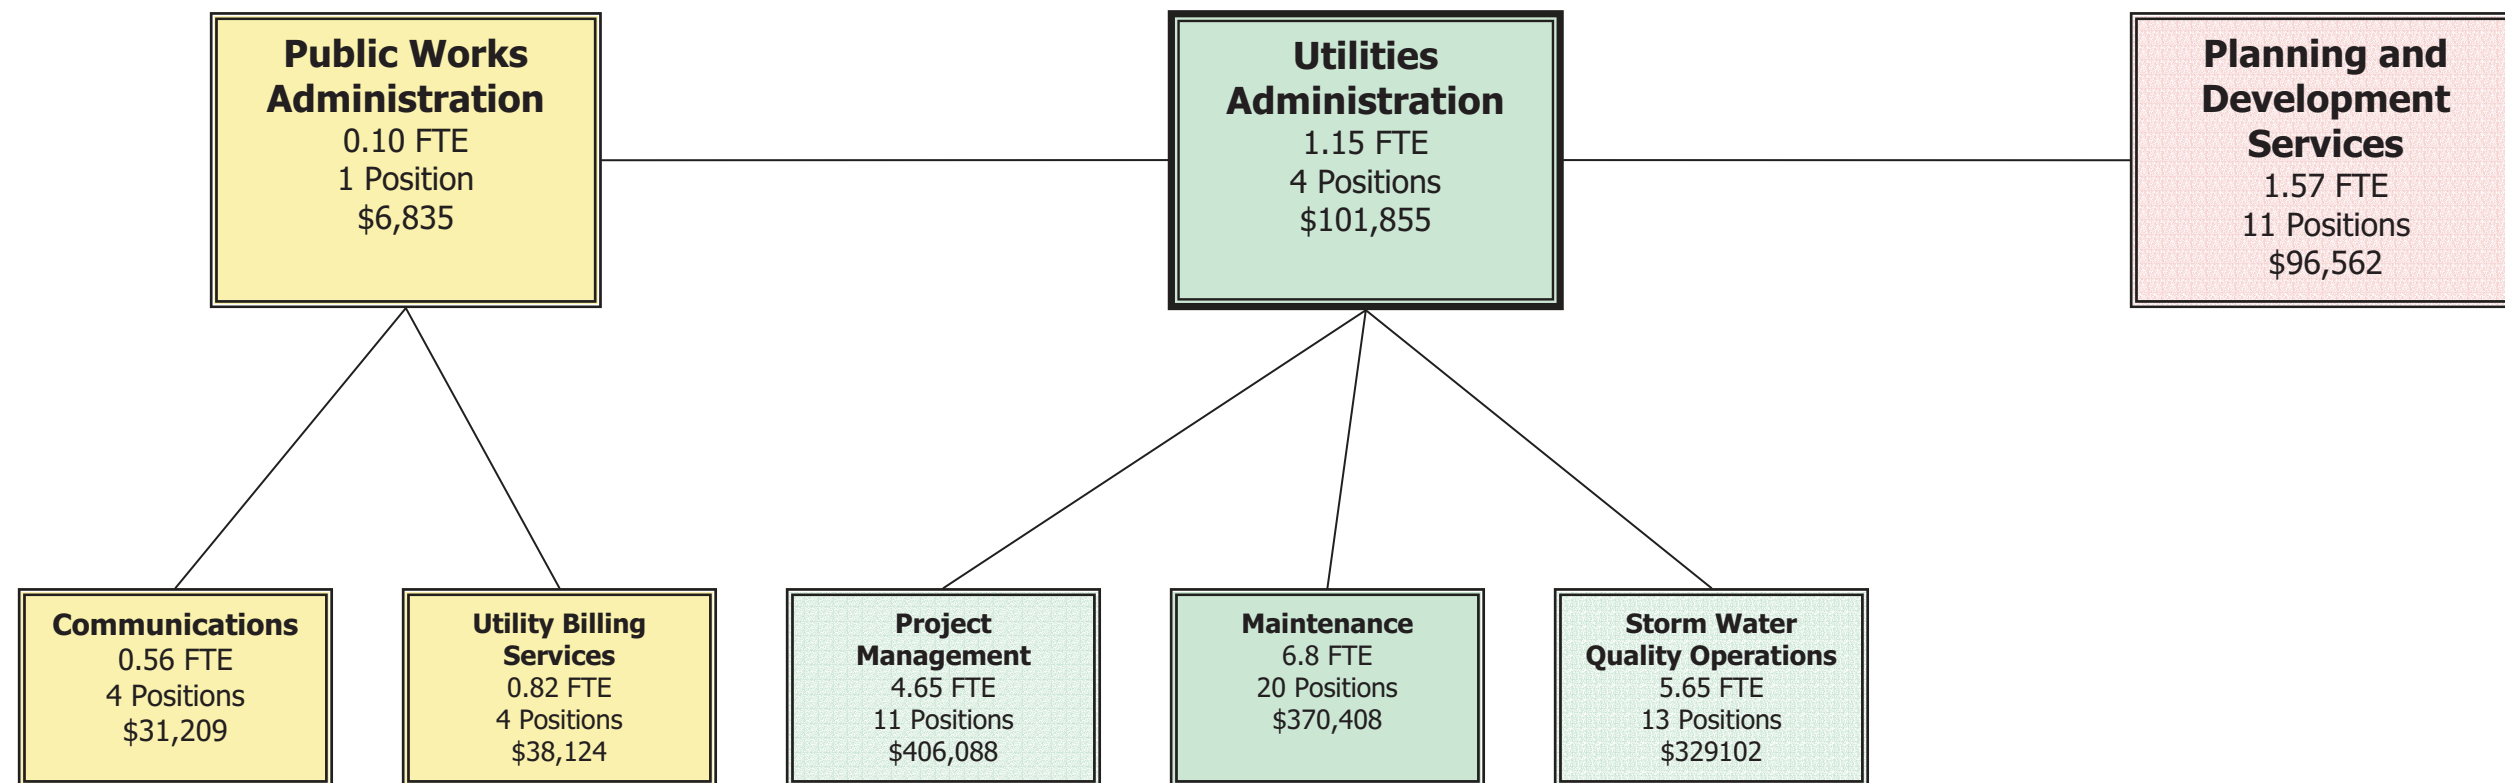 Public Works
Administration
0.10 FTE
1 Position
$6,835
Utilities
Administration
1.15 FTE
4 Positions
$101,855
Planning and
Development
Services
1.57 FTE
11 Positions
$96,562
Communications
0.56 FTE
4 Positions
$31,209
Utility Billing
Services
0.82 FTE
4 Positions
$38,124
Project
Management
4.65 FTE
11 Positions
$406,088
Maintenance
6.8 FTE
20 Positions
$370,408
Storm Water
Quality Operations
5.65 FTE
13 Positions
$329102